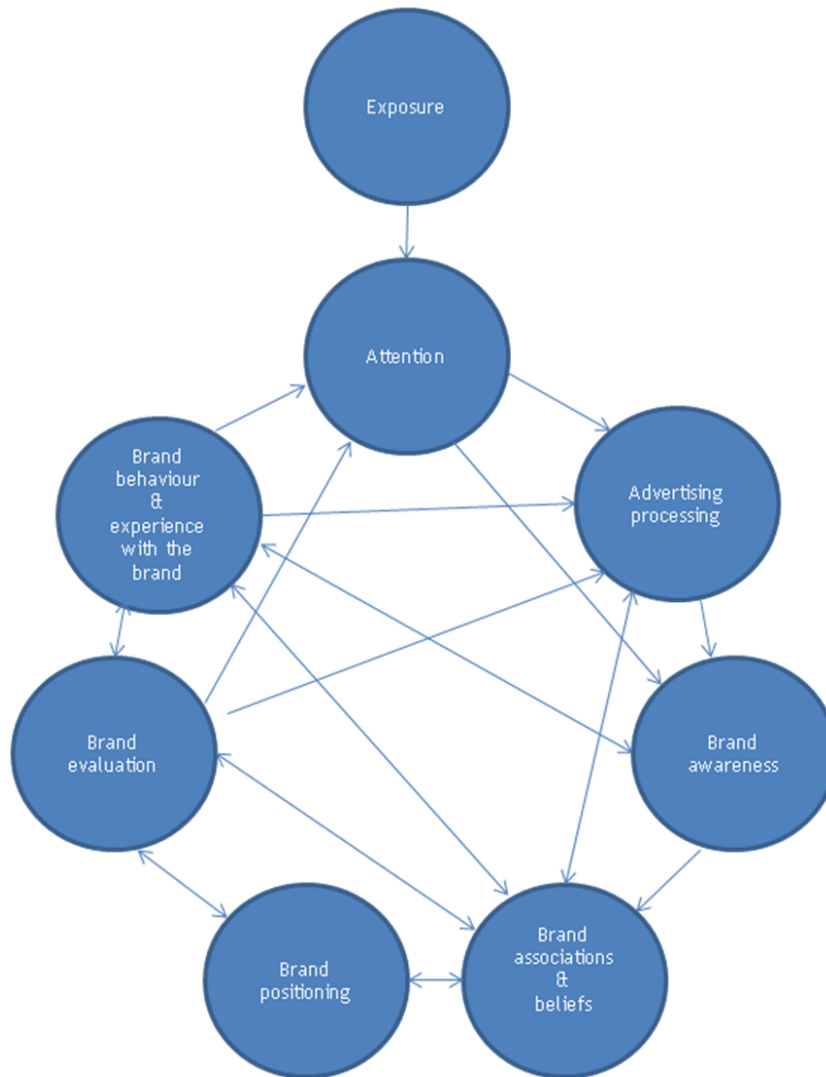 Exposure
Attention
Brand
behaviour
&
experience
with the
brand
Advertising
processing
Brand
evaluation
Brand
awareness
Brand
positioning
Brand
associations
&
beliefs